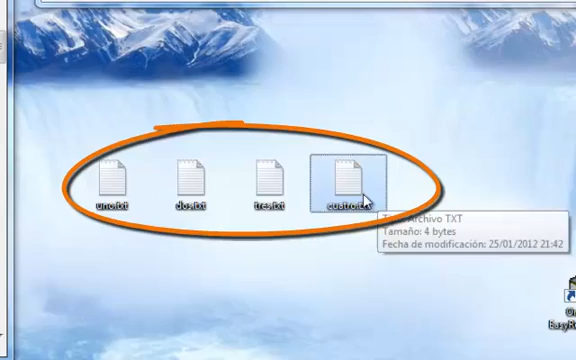 uno.txt
dos.txt
tres.txt
cuatro.txt
Tipo: Archivo TXT
Tamaño: 4 bytes
Fecha de modificación: 25/01/2012 21:42